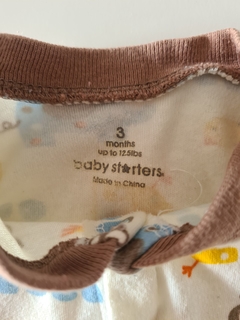 3
months
up to 12.5lbs
baby starters
Made in China